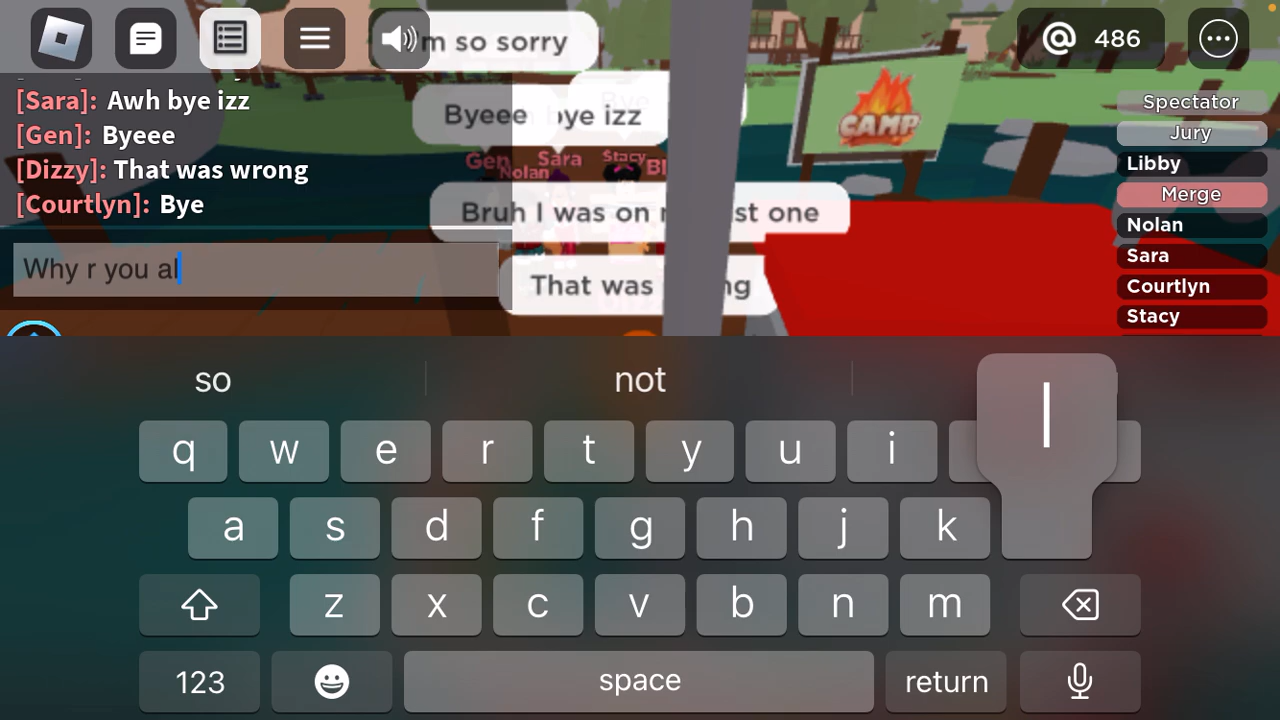 m so sorry
486
[Sara]: Awh bye izz
[Gen]: Byeee
[Dizzy]: That was wrong
[Courtlyn]: Bye
Why r you al
Byeee
bye izz
Bye
CAMP
Gen
Sara
Stacy
Nolan
Bl
Bruh I was on
st one
That was
ng
Spectator
Jury
Libby
Merge
Nolan
Sara
Courtlyn
Stacy
so
not
q w e r t y u i
l
a s d f g h j k
z x c v b n m
123
space
return